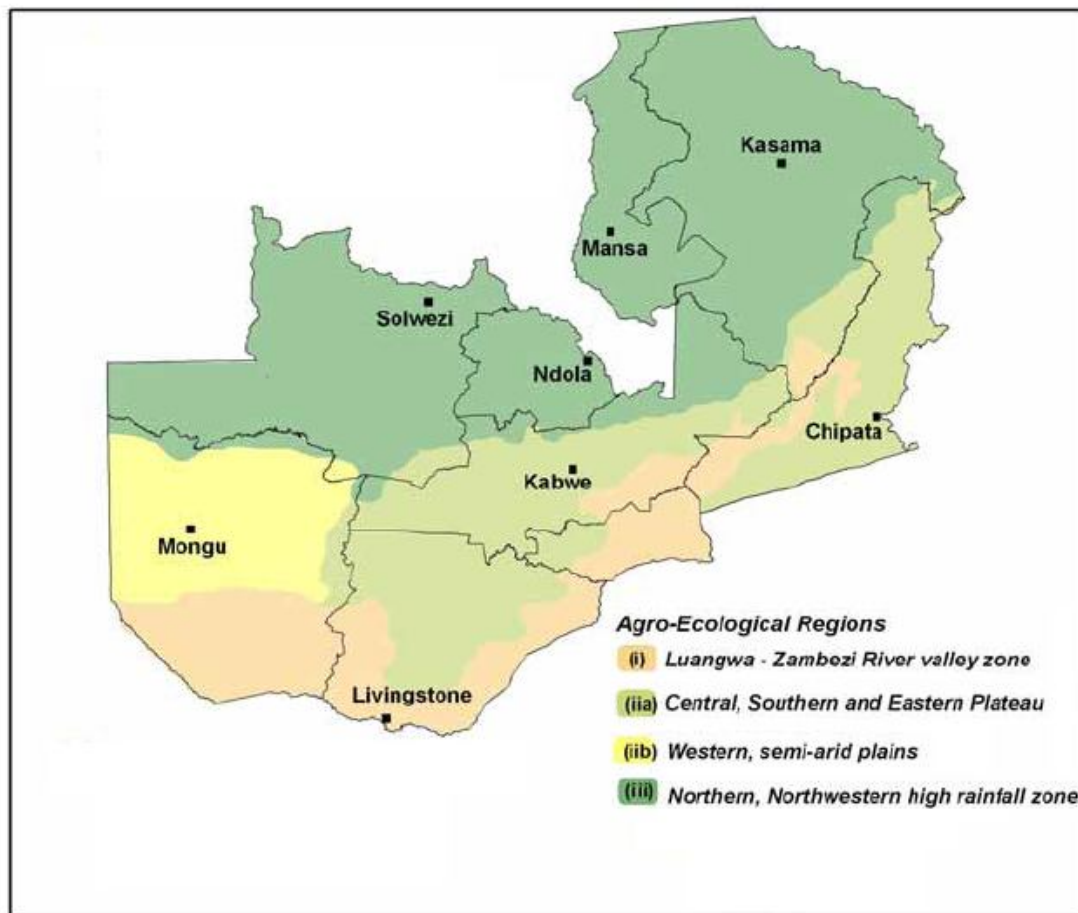 Kasama
Mansa
Solwezi
Ndola
Chipata
Kabwe
Mongu
Livingstone
Agro-Ecological Regions
(i) Luangwa - Zambezi River valley zone
(iia) Central, Southern and Eastern Plateau
(iib) Western, semi-arid plains
(iii) Northern, Northwestern high rainfall zone